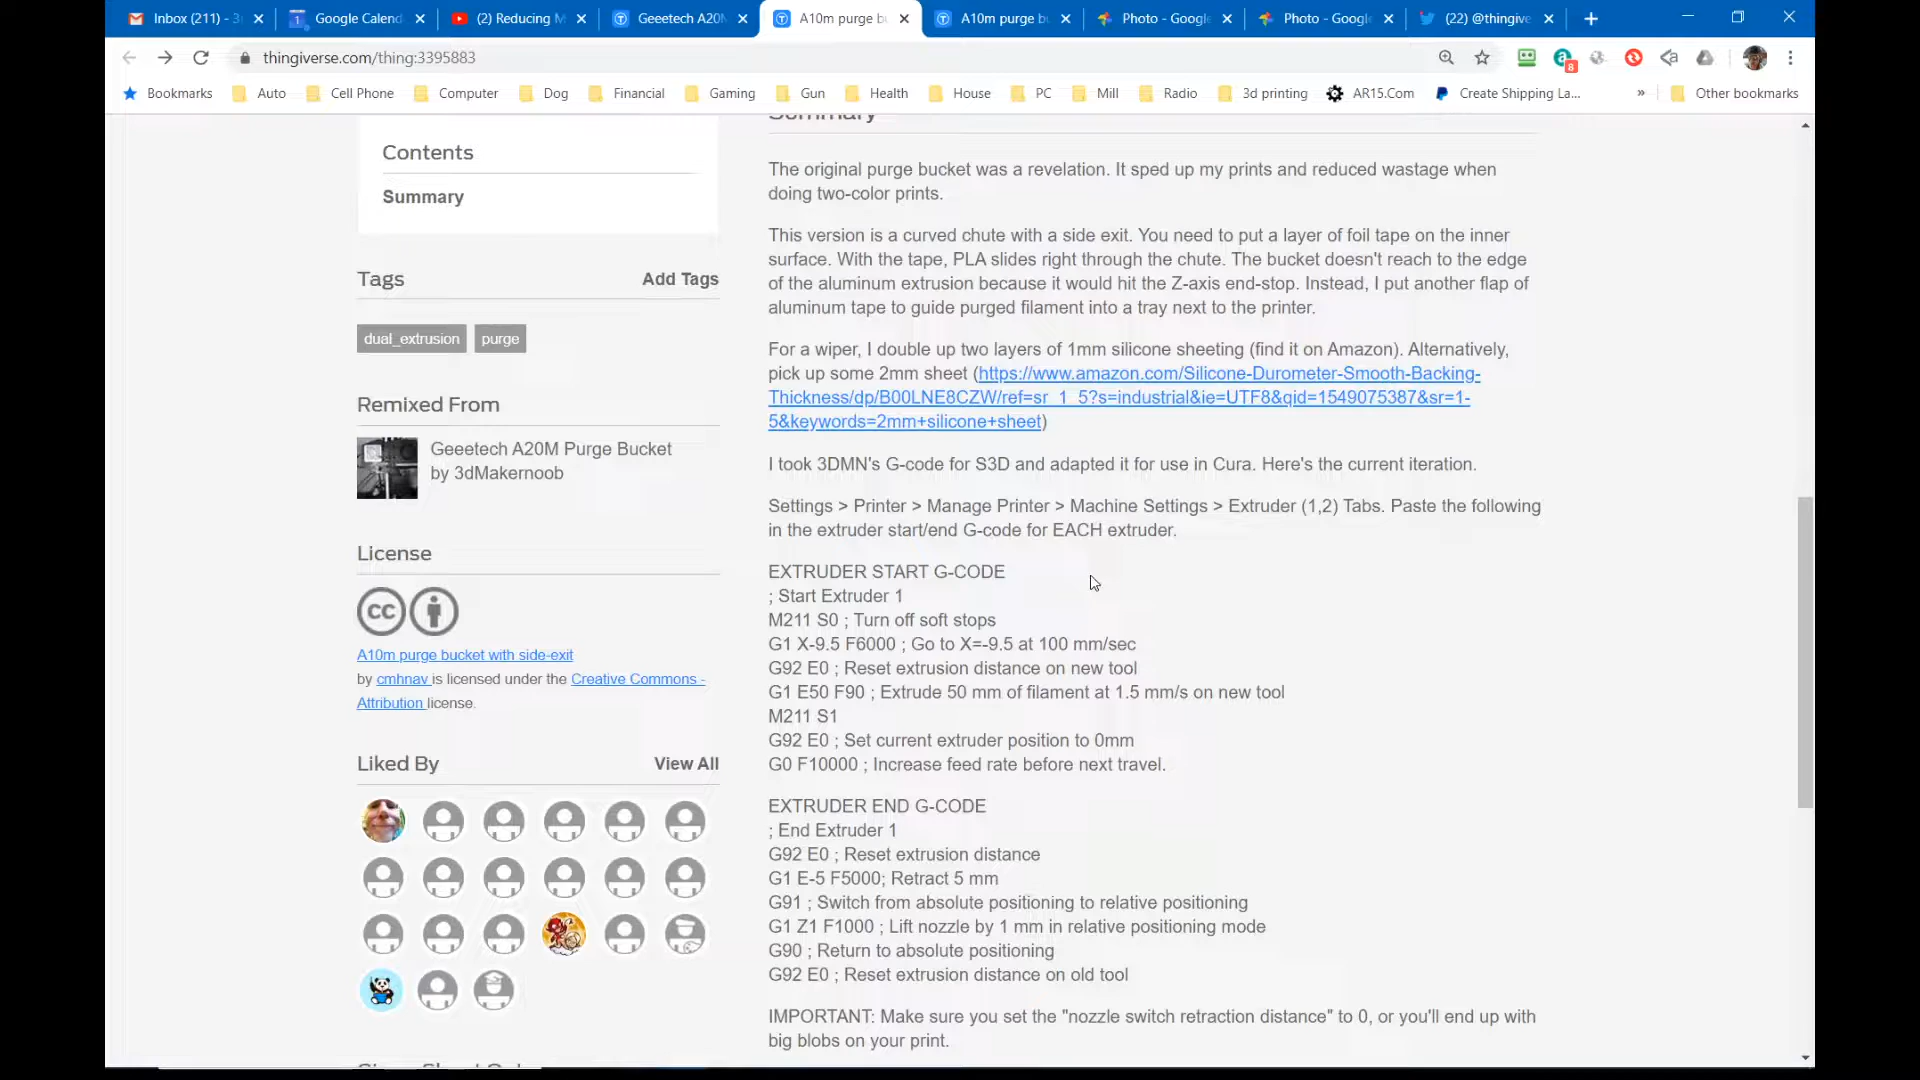 Inbox (211) - 3
Google Calend
(2) Reducing M
Geeetech A20M
A10m purge bu
A10m purge bu
Photo - Google
Photo - Google
(22) @thingive
thingiverse.com/thing:3395883
8
Bookmarks
Auto
Cell Phone
Computer
Dog
Financial
Gaming
Gun
Health
House
PC
Mill
Radio
3d printing
AR15.Com
Create Shipping La...
»
Other bookmarks
Contents
Summary
Tags
Add Tags
dual_extrusion
purge
Remixed From
Geeetech A20M Purge Bucket
by 3dMakernoob
License
cc
A10m purge bucket with side-exit
by cmhnav is licensed under the Creative Commons -
Attribution license.
Liked By
View All
Summary
The original purge bucket was a revelation. It sped up my prints and reduced wastage when
doing two-color prints.
This version is a curved chute with a side exit. You need to put a layer of foil tape on the inner
surface. With the tape, PLA slides right through the chute. The bucket doesn't reach to the edge
of the aluminum extrusion because it would hit the Z-axis end-stop. Instead, I put another flap of
aluminum tape to guide purged filament into a tray next to the printer.
For a wiper, I double up two layers of 1mm silicone sheeting (find it on Amazon). Alternatively,
pick up some 2mm sheet (https://www.amazon.com/Silicone-Durometer-Smooth-Backing-
Thickness/dp/B00LNE8CZW/ref=sr_1_5?s=industrial&ie=UTF8&qid=1549075387&sr=1-
5&keywords=2mm+silicone+sheet)
I took 3DMN's G-code for S3D and adapted it for use in Cura. Here's the current iteration.
Settings > Printer > Manage Printer > Machine Settings > Extruder (1,2) Tabs. Paste the following
in the extruder start/end G-code for EACH extruder.
EXTRUDER START G-CODE
; Start Extruder 1
M211 S0 ; Turn off soft stops
G1 X-9.5 F6000 ; Go to X=-9.5 at 100 mm/sec
G92 E0 ; Reset extrusion distance on new tool
G1 E50 F90 ; Extrude 50 mm of filament at 1.5 mm/s on new tool
M211 S1
G92 E0 ; Set current extruder position to 0mm
G0 F10000 ; Increase feed rate before next travel.
EXTRUDER END G-CODE
; End Extruder 1
G92 E0 ; Reset extrusion distance
G1 E-5 F5000; Retract 5 mm
G91 ; Switch from absolute positioning to relative positioning
G1 Z1 F1000 ; Lift nozzle by 1 mm in relative positioning mode
G90 ; Return to absolute positioning
G92 E0 ; Reset extrusion distance on old tool
IMPORTANT: Make sure you set the "nozzle switch retraction distance" to 0, or you'll end up with
big blobs on your print.